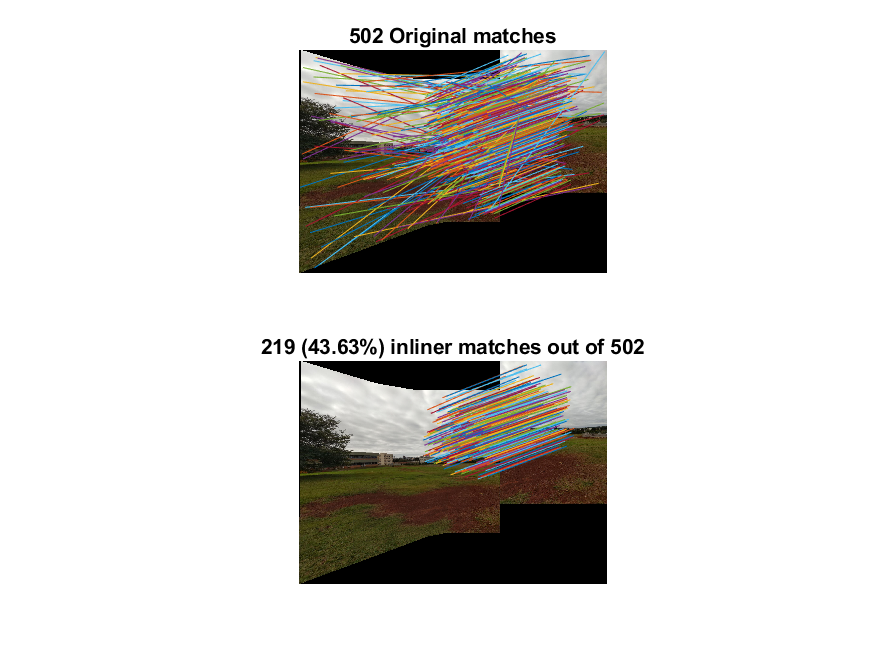 502 Original matches
219 (43.63%) inliner matches out of 502